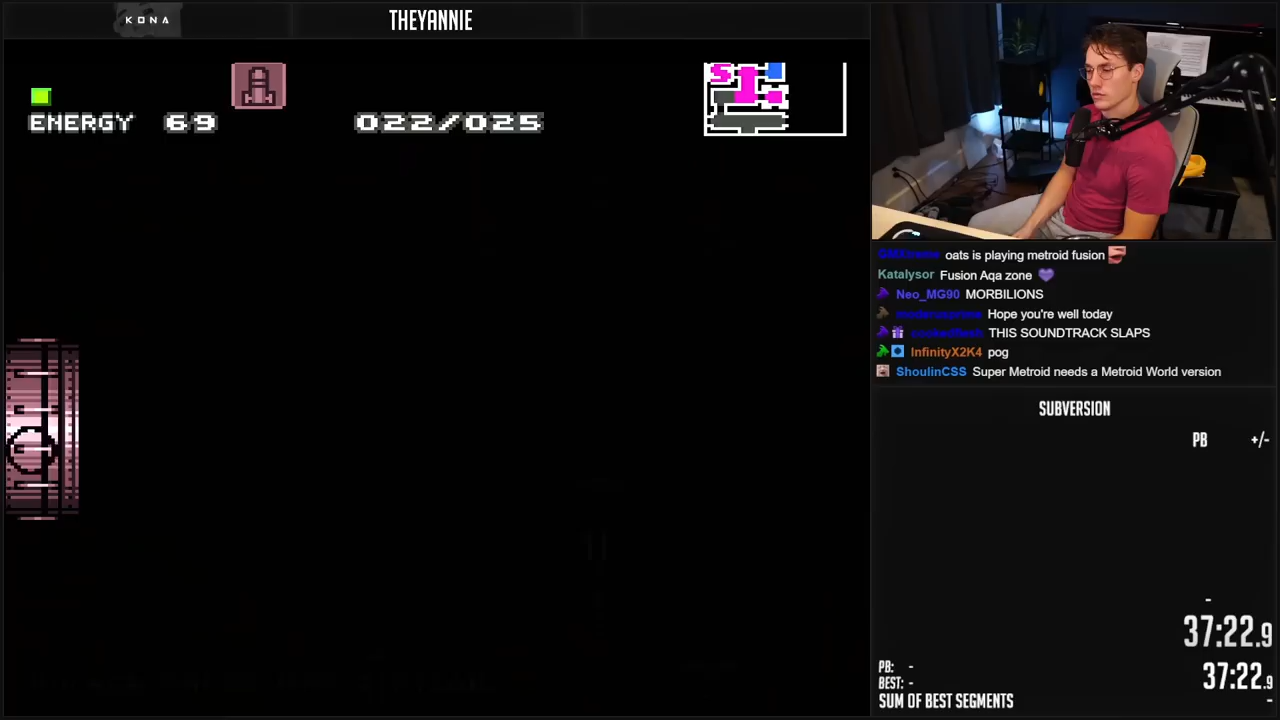 KONA
THEYANNIE
ENERGY 69
022/025
S
oats is playing metroid fusion
Katalysor Fusion Aqa zone
Neo_MG90 MORBILIONS
Hope you're well today
THIS SOUNDTRACK SLAPS
InfinityX2K4 pog
ShoulinCSS Super Metroid needs a Metroid World version
SUBVERSION
PB +/-
-
37:22.9
PB: -
37:22.9
BEST: -
SUM OF BEST SEGMENTS -